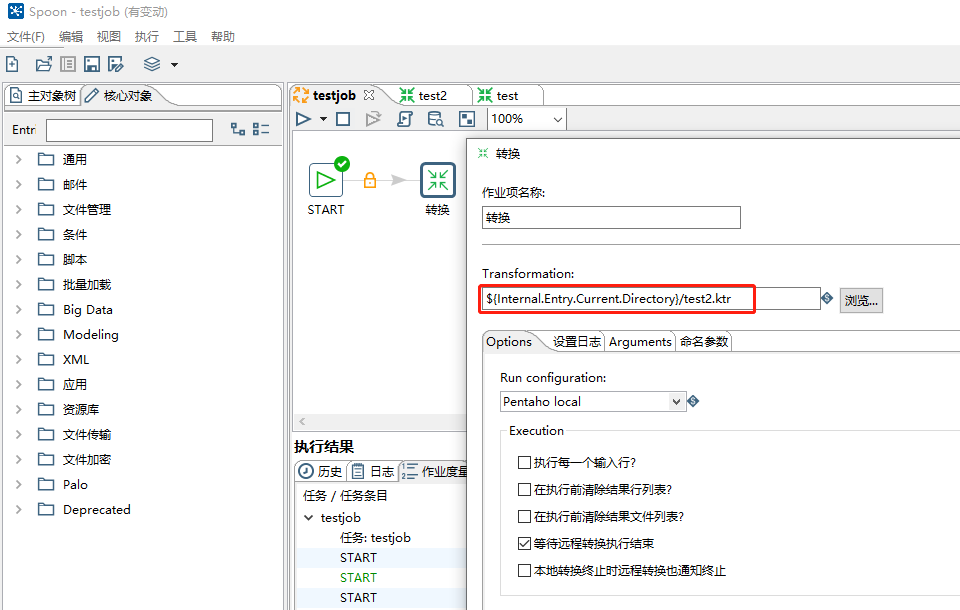 Spoon - testjob (有变动)
文件(F) 编辑 视图 执行 工具 帮助
主对象树 核心对象
testjob test2 test
Entr
100%
通用
邮件
文件管理
条件
脚本
批量加载
Big Data
Modeling
XML
应用
资源库
文件传输
文件加密
Palo
Deprecated
START 转换
转换
作业项名称:
转换
Transformation:
${Internal.Entry.Current.Directory}/test2.ktr
浏览...
Options 设置日志 Arguments 命名参数
Run configuration:
Pentaho local
Execution
执行每一个输入行?
在执行前清除结果行列表?
在执行前清除结果文件列表?
等待远程转换执行结束
本地转换终止时远程转换也通知终止
执行结果
历史 日志 作业度量
任务 / 任务条目
testjob
任务: testjob
START
START
START